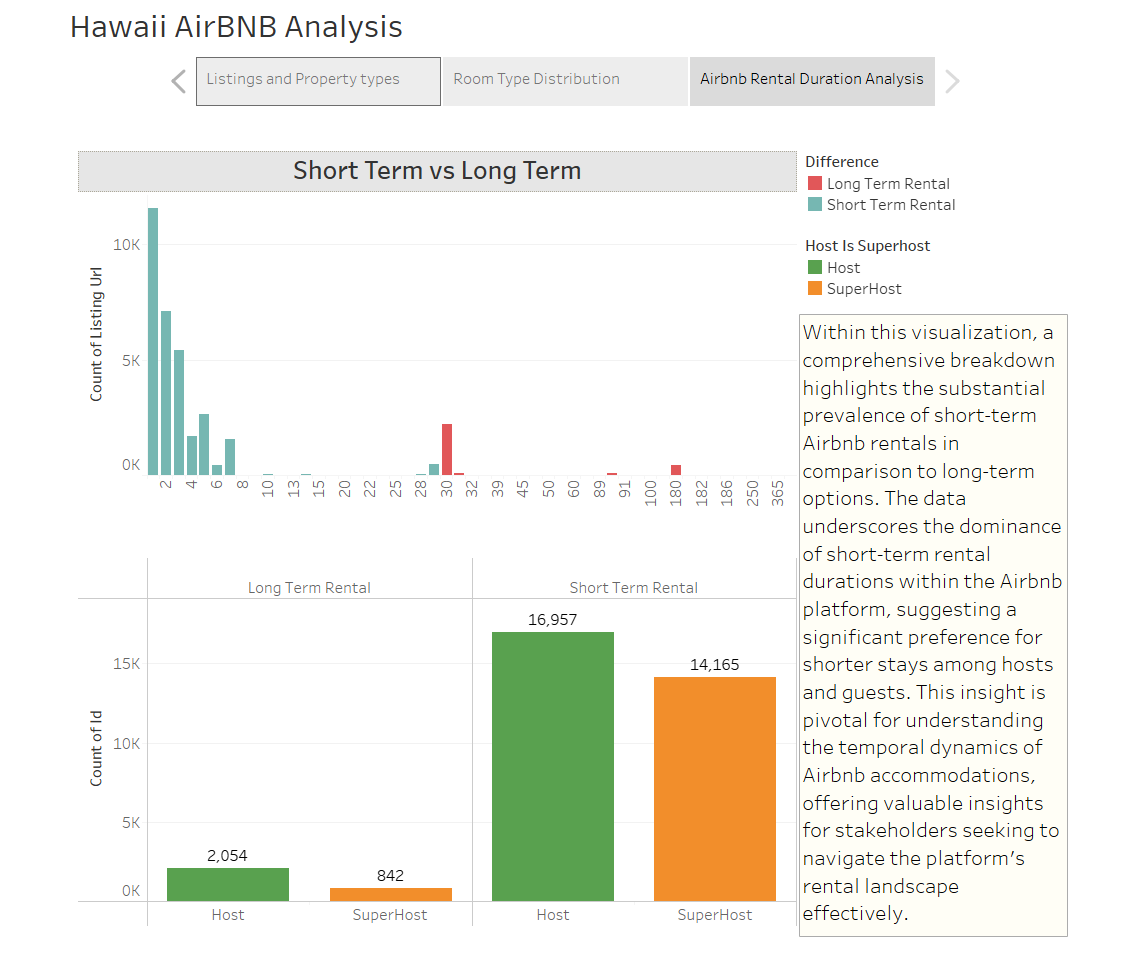 Hawaii AirBNB Analysis
Listings and Property types
Room Type Distribution
Airbnb Rental Duration Analysis
Short Term vs Long Term
Count of Listing Url
10K
5K
0K
2 4 6 8 10 13 15 20 22 25 28 30 32 39 45 50 60 89 91 100 180 182 186 250 365
Long Term Rental
Short Term Rental
Count of Id
15K
10K
5K
0K
2,054
842
16,957
14,165
Host
SuperHost
Host
SuperHost
Difference
Long Term Rental
Short Term Rental
Host Is Superhost
Host
SuperHost
Within this visualization, a
comprehensive breakdown
highlights the substantial
prevalence of short-term
Airbnb rentals in
comparison to long-term
options. The data
underscores the dominance
of short-term rental
durations within the Airbnb
platform, suggesting a
significant preference for
shorter stays among hosts
and guests. This insight is
pivotal for understanding
the temporal dynamics of
Airbnb accommodations,
offering valuable insights
for stakeholders seeking to
navigate the platform's
rental landscape
effectively.